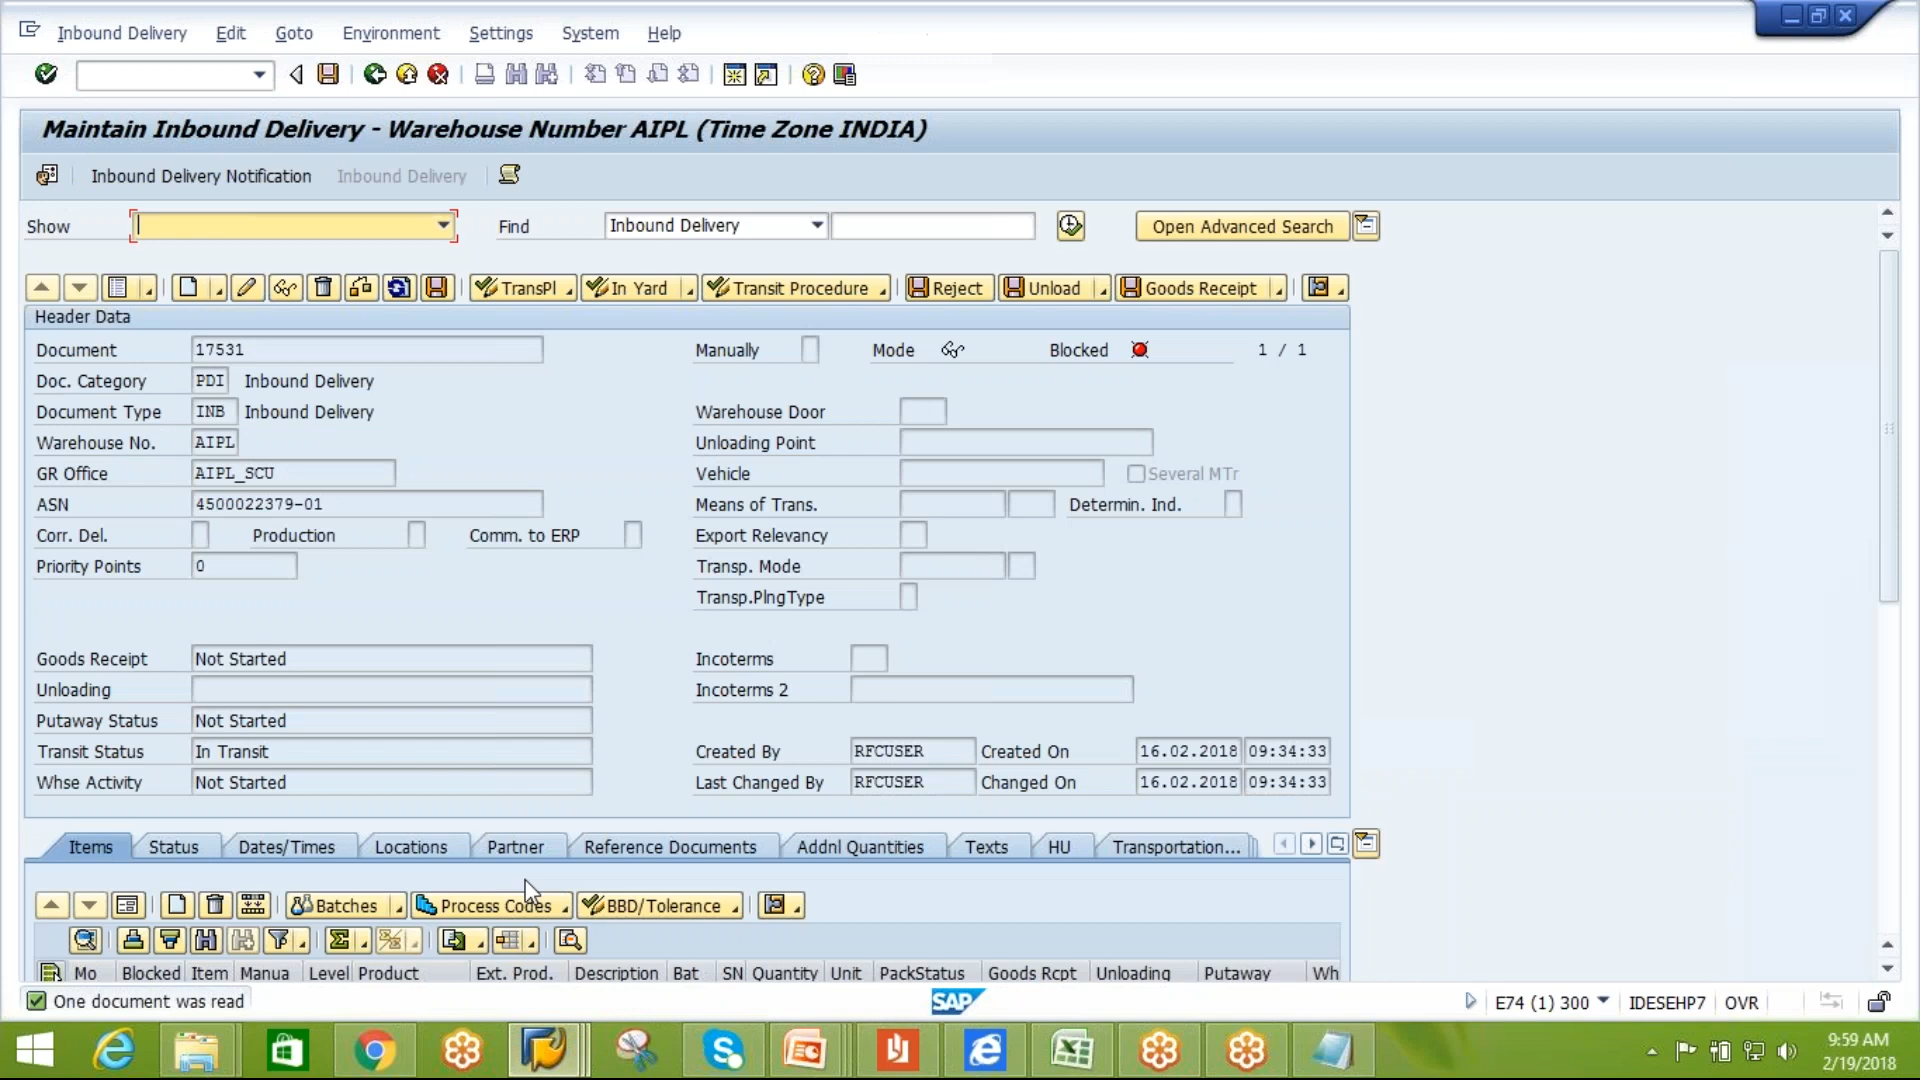 Inbound Delivery Edit Goto Environment Settings System Help
Maintain Inbound Delivery - Warehouse Number AIPL (Time Zone INDIA)
Inbound Delivery Notification Inbound Delivery
Show Find Inbound Delivery Open Advanced Search
TransPl In Yard Transit Procedure Reject Unload Goods Receipt
Header Data
Document 17531 Manually Mode Blocked 1 / 1
Doc. Category PDI Inbound Delivery
Document Type INB Inbound Delivery Warehouse Door
Warehouse No. AIPL Unloading Point
GR Office AIPL_SCU Vehicle Several MTr
ASN 4500022379-01 Means of Trans. Determin. Ind.
Corr. Del. Production Comm. to ERP Export Relevancy
Priority Points 0 Transp. Mode
Transp.PlngType
Goods Receipt Not Started Incoterms
Unloading Incoterms 2
Putaway Status Not Started
Transit Status In Transit Created By RFCUSER Created On 16.02.2018 09:34:33
Whse Activity Not Started Last Changed By RFCUSER Changed On 16.02.2018 09:34:33
Items Status Dates/Times Locations Partner Reference Documents Addnl Quantities Texts HU Transportation...
Batches Process Codes BBD/Tolerance
Mo Blocked Item Manua Level Product Ext. Prod. Description Bat SN Quantity Unit PackStatus Goods Rcpt Unloading Putaway Wh
One document was read SAP E74 (1) 300 IDESEHP7 OVR
9:59 AM
2/19/2018